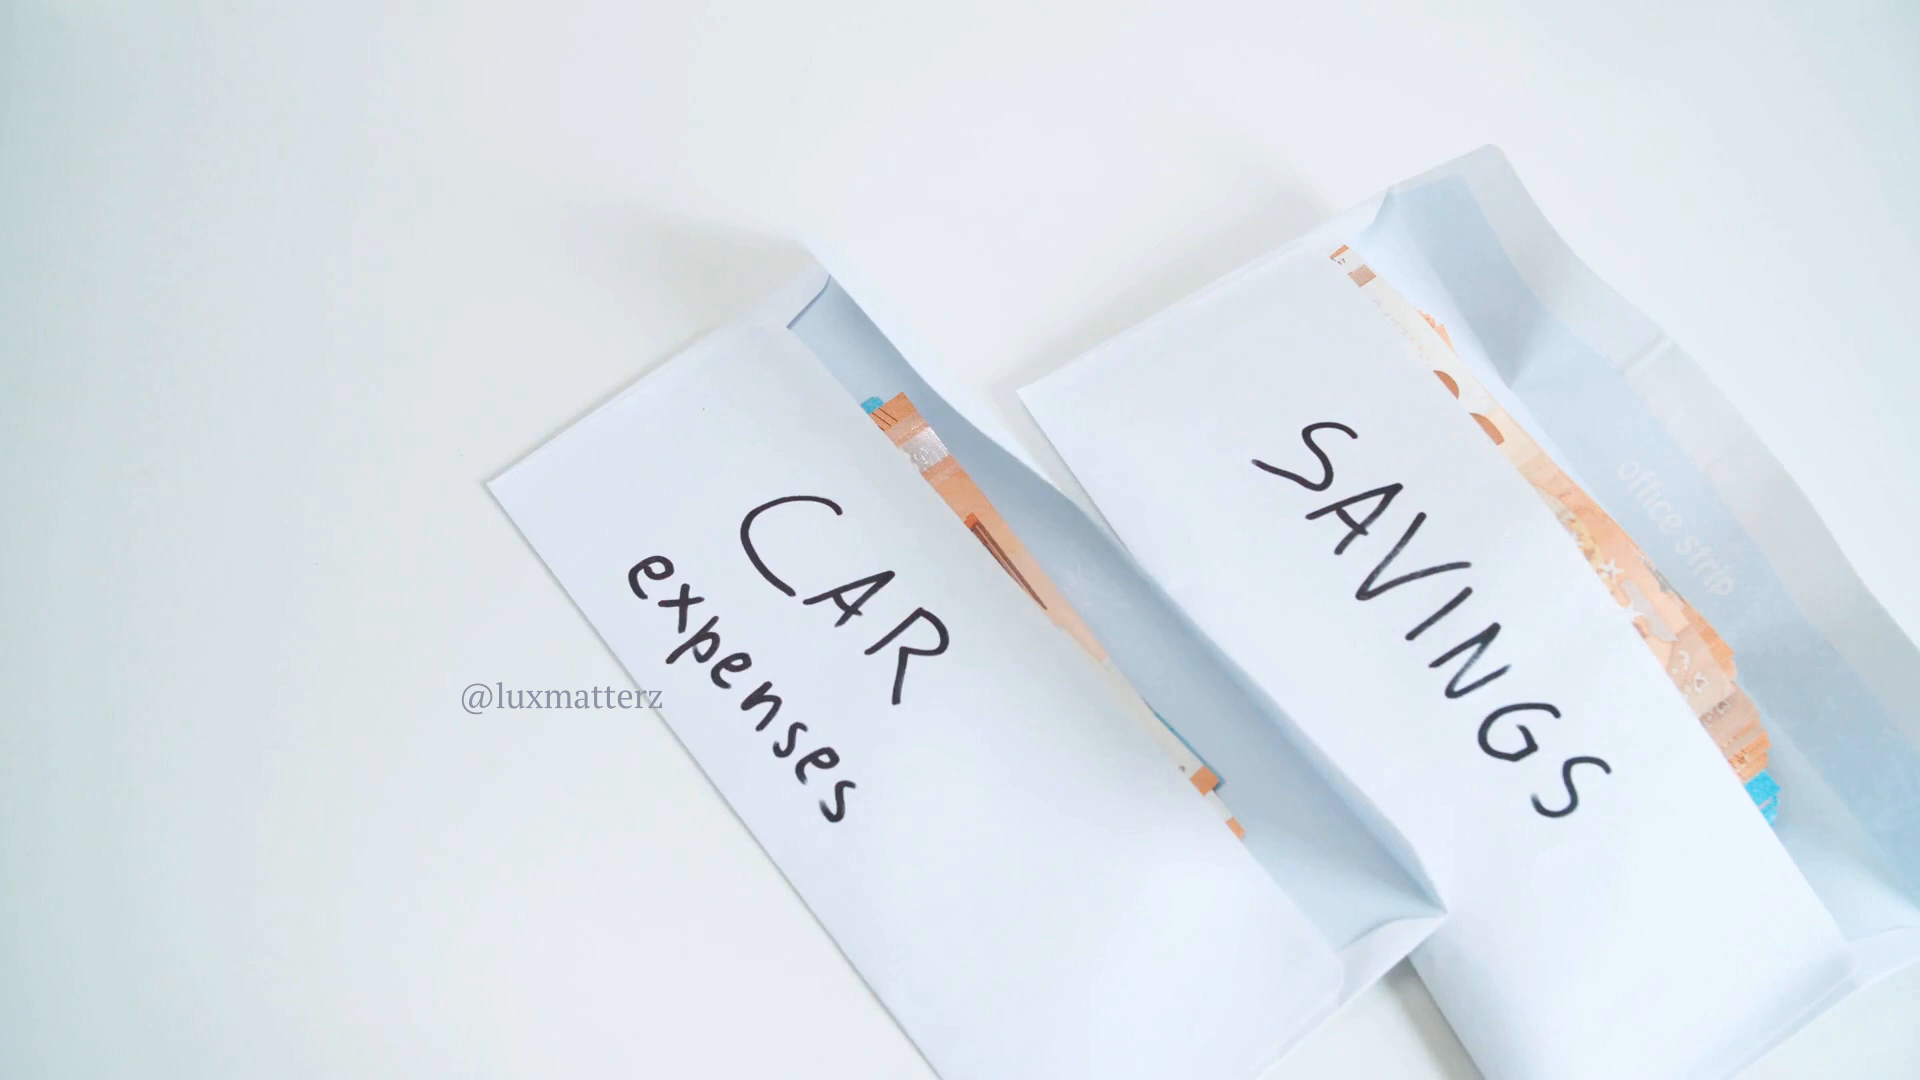 CAR
expenses
SAVINGS
office strip
@luxmatterz